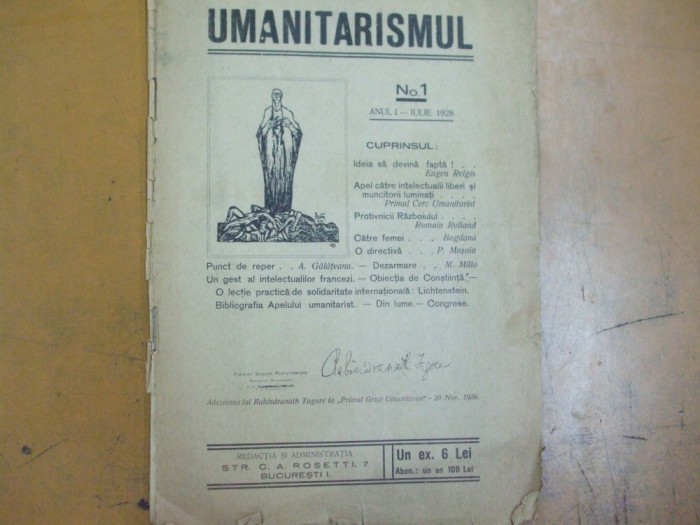 UMANITARISMUL
No. 1
ANUL I — IULIE 1928
CUPRINSUL:
Ideia să devină faptă ! . .
Eugen Relgis
Apel către intelectualii liberi și
muncitorii luminați . . . .
Primul Cerc Umanitarist
Protivnicii Războiului . . . .
Romain Rolland
Către femei . . . Bogdana
O directivă . . P. Mușoiu
Punct de reper . . A. Gălățeanu. — Dezarmare . . M. Millo
Un gest al intelectualilor francezi. — Obiecția de Conștiință. —
O lecție practică de solidaritate internațională: Lichtenstein.
Bibliografia Apelului umanitarist. — Din lume. — Congrese.
Rabindranath Tagore
Adeziunea lui Rabindranath Tagore la „Primul Grup Umanitarist" - 20 Nov. 1926.
REDACȚIA ȘI ADMINISTRAȚIA
STR. C. A. ROSETTI, 7
BUCUREȘTI I.
Un ex. 6 Lei
Abon.: un an 100 Lei